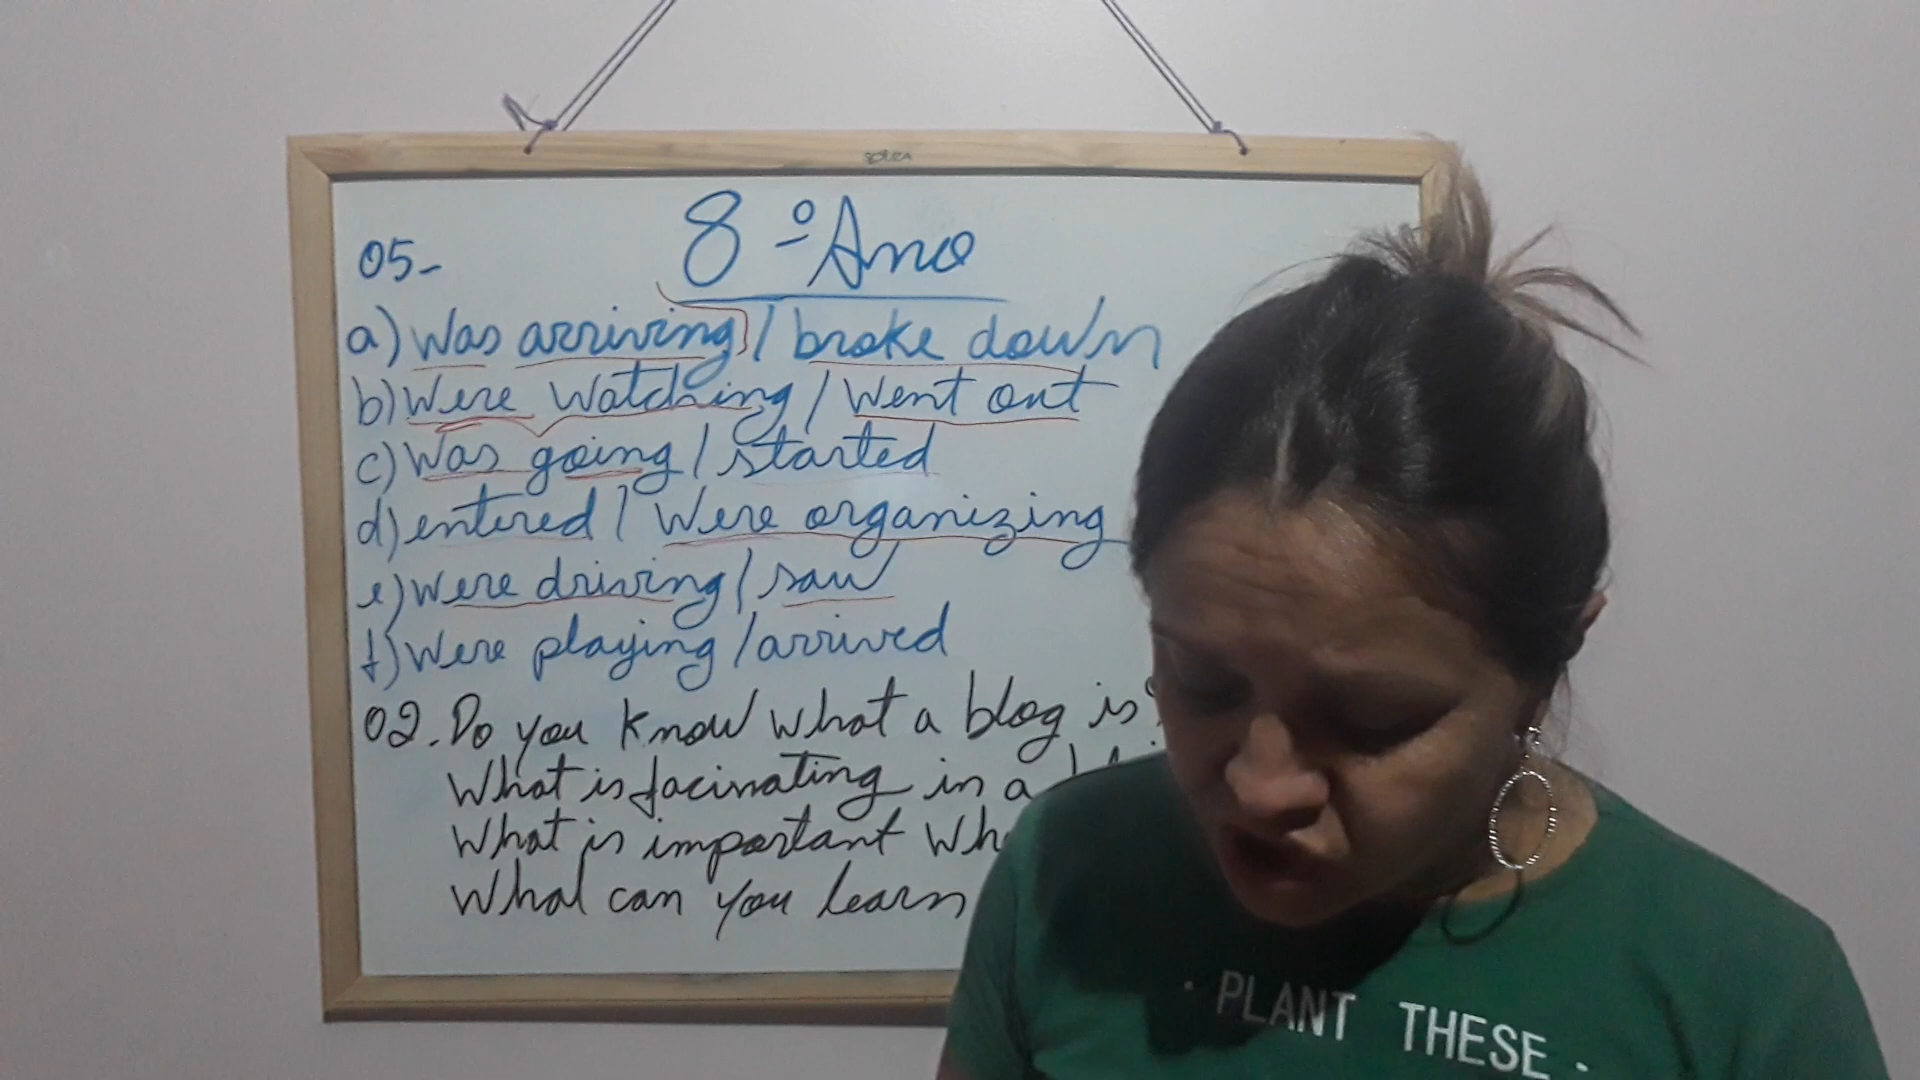 8º Ano
05-
a) Was arriving / broke down
b) Were watching / Went out
c) Was going / started
d) entered / Were organizing
e) Were driving / saw
f) Were playing / arrived
02. Do you know what a blog is?
What is facinating in a
What is important
What can you learn
PLANT THESE